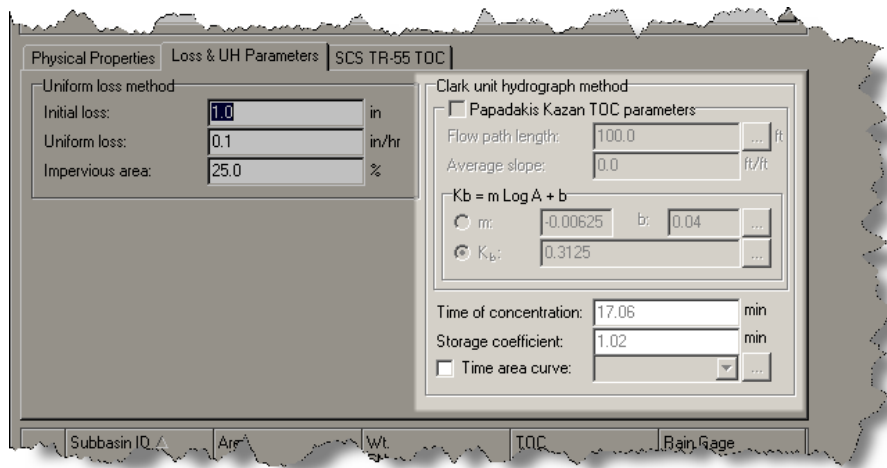 Physical Properties Loss & UH Parameters SCS TR-55 TOC
Uniform loss method
Initial loss: 1.0 in
Uniform loss: 0.1 in/hr
Impervious area: 25.0 %
Clark unit hydrograph method
Papadakis Kazan TOC parameters
Flow path length: 100.0 ... ft
Average slope: 0.0 ft/ft
Kb = m Log A + b
m: -0.00625 b: 0.04 ...
Kb: 0.3125 ...
Time of concentration: 17.06 min
Storage coefficient: 1.02 min
Time area curve: ...
Subbasin ID Area Wt. TOC Rain Gage